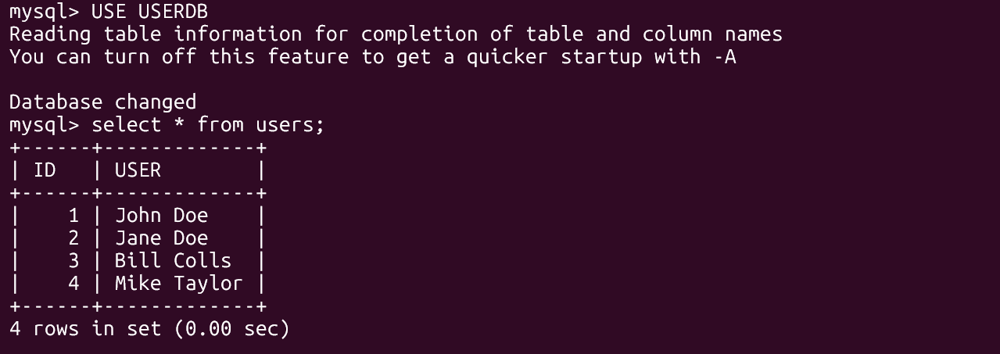 mysql> USE USERDB
Reading table information for completion of table and column names
You can turn off this feature to get a quicker startup with -A

Database changed
mysql> select * from users;
+------+-------------+
| ID   | USER        |
+------+-------------+
|    1 | John Doe    |
|    2 | Jane Doe    |
|    3 | Bill Colls  |
|    4 | Mike Taylor |
+------+-------------+
4 rows in set (0.00 sec)